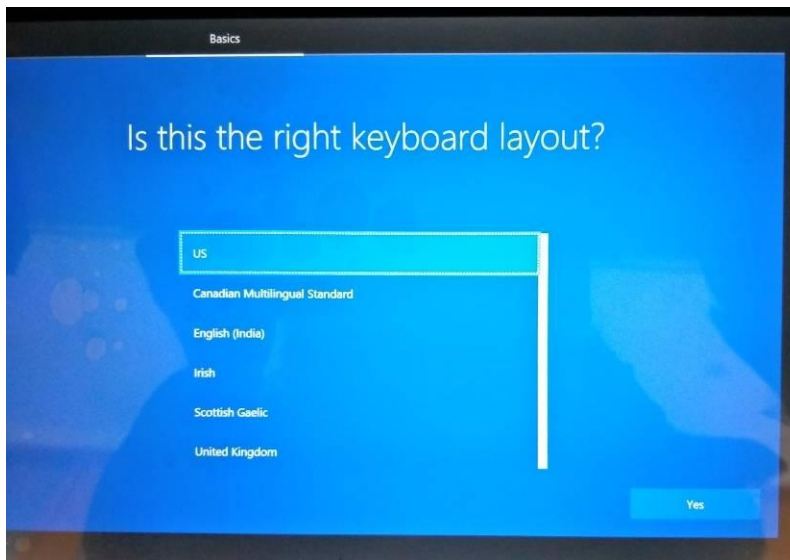 Basics
Is this the right keyboard layout?
US
Canadian Multilingual Standard
English (India)
Irish
Scottish Gaelic
United Kingdom
Yes